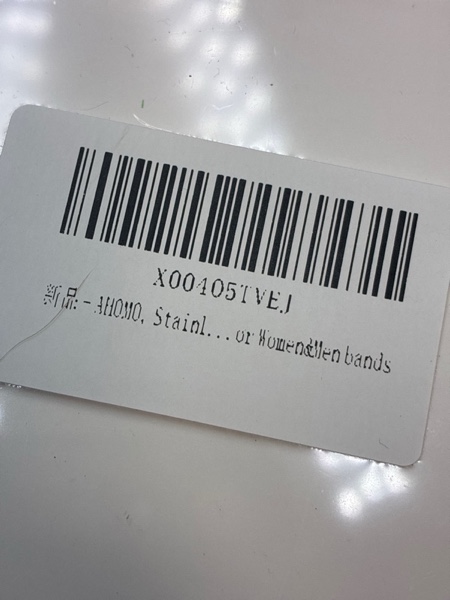 X00405TVEJ
新品 - AHOMO, Stainl... or Women&Men bands